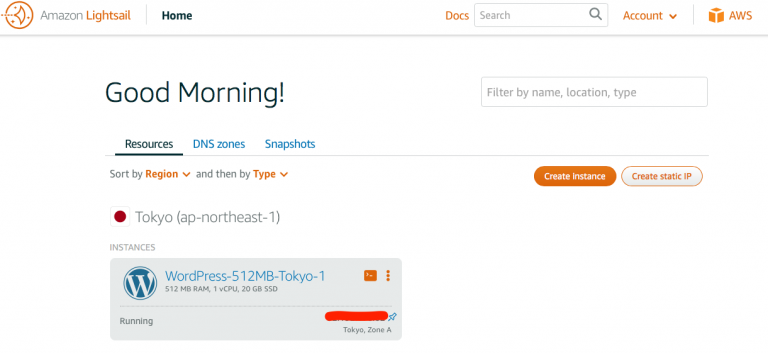 Amazon Lightsail Home Docs Search Account AWS
Good Morning!
Filter by name, location, type
Resources DNS zones Snapshots
Sort by Region and then by Type
Create instance Create static IP
Tokyo (ap-northeast-1)
INSTANCES
WordPress-512MB-Tokyo-1
512 MB RAM, 1 vCPU, 20 GB SSD
Running
Tokyo, Zone A